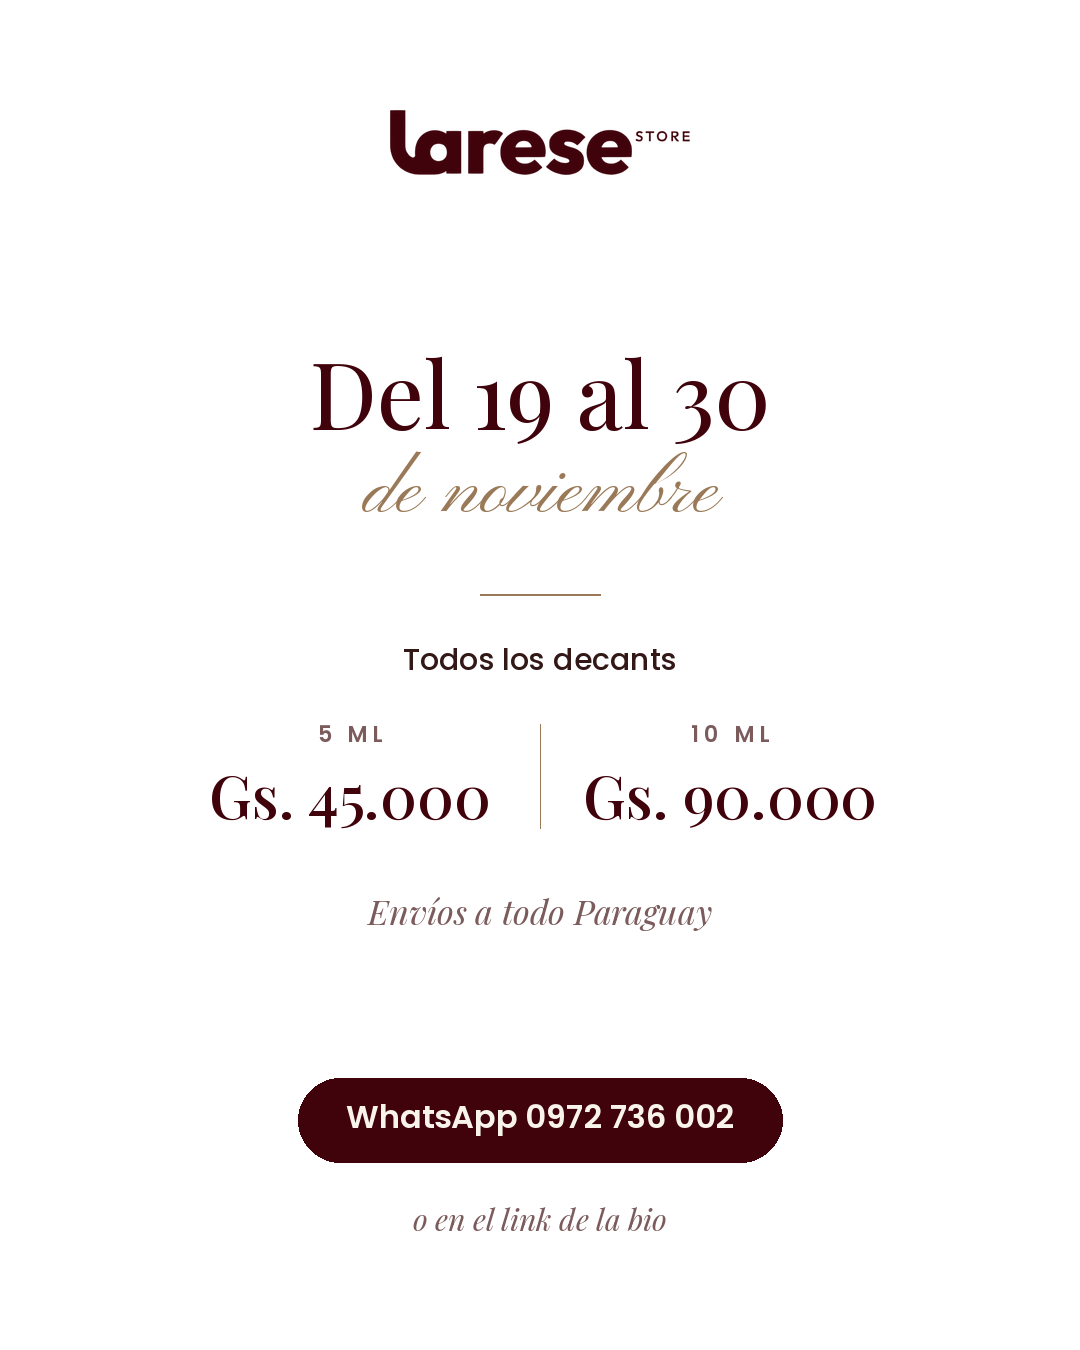 larese STORE
Del 19 al 30
de noviembre
Todos los decants
5 ML
Gs. 45.000
10 ML
Gs. 90.000
Envíos a todo Paraguay
WhatsApp 0972 736 002
o en el link de la bio